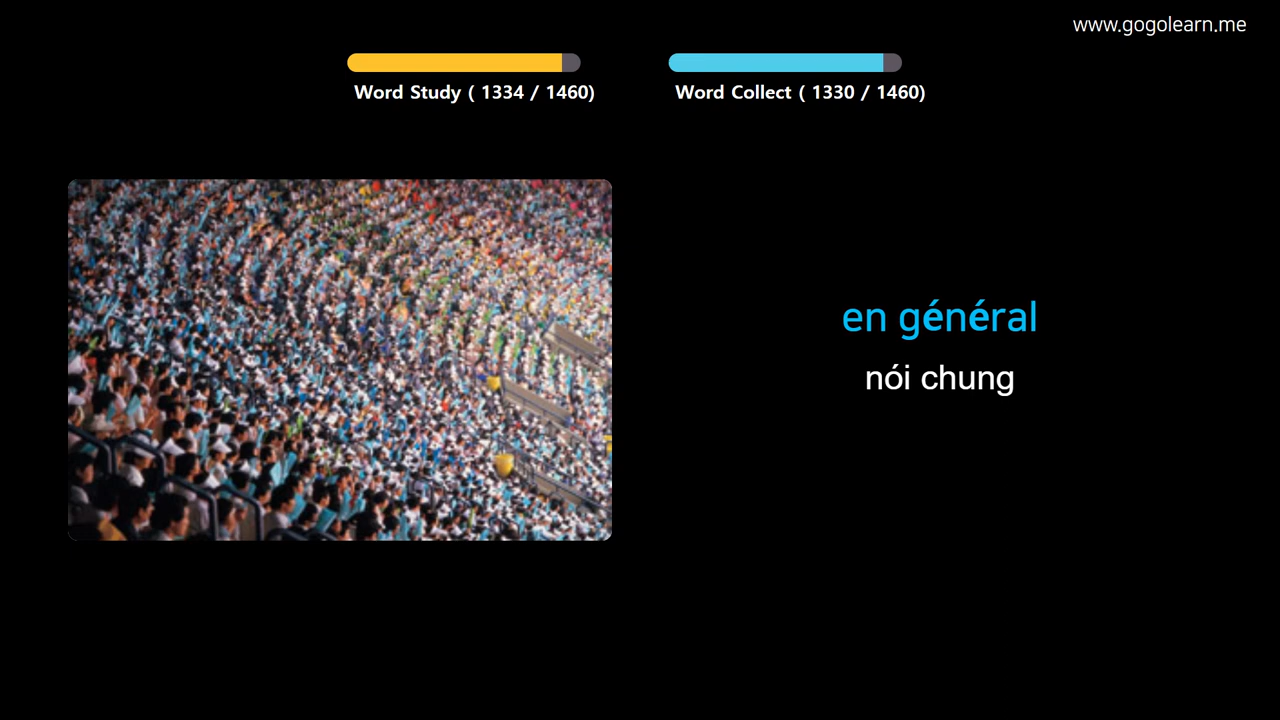 www.gogolearn.me
Word Study ( 1334 / 1460)
Word Collect ( 1330 / 1460)
en général
nói chung